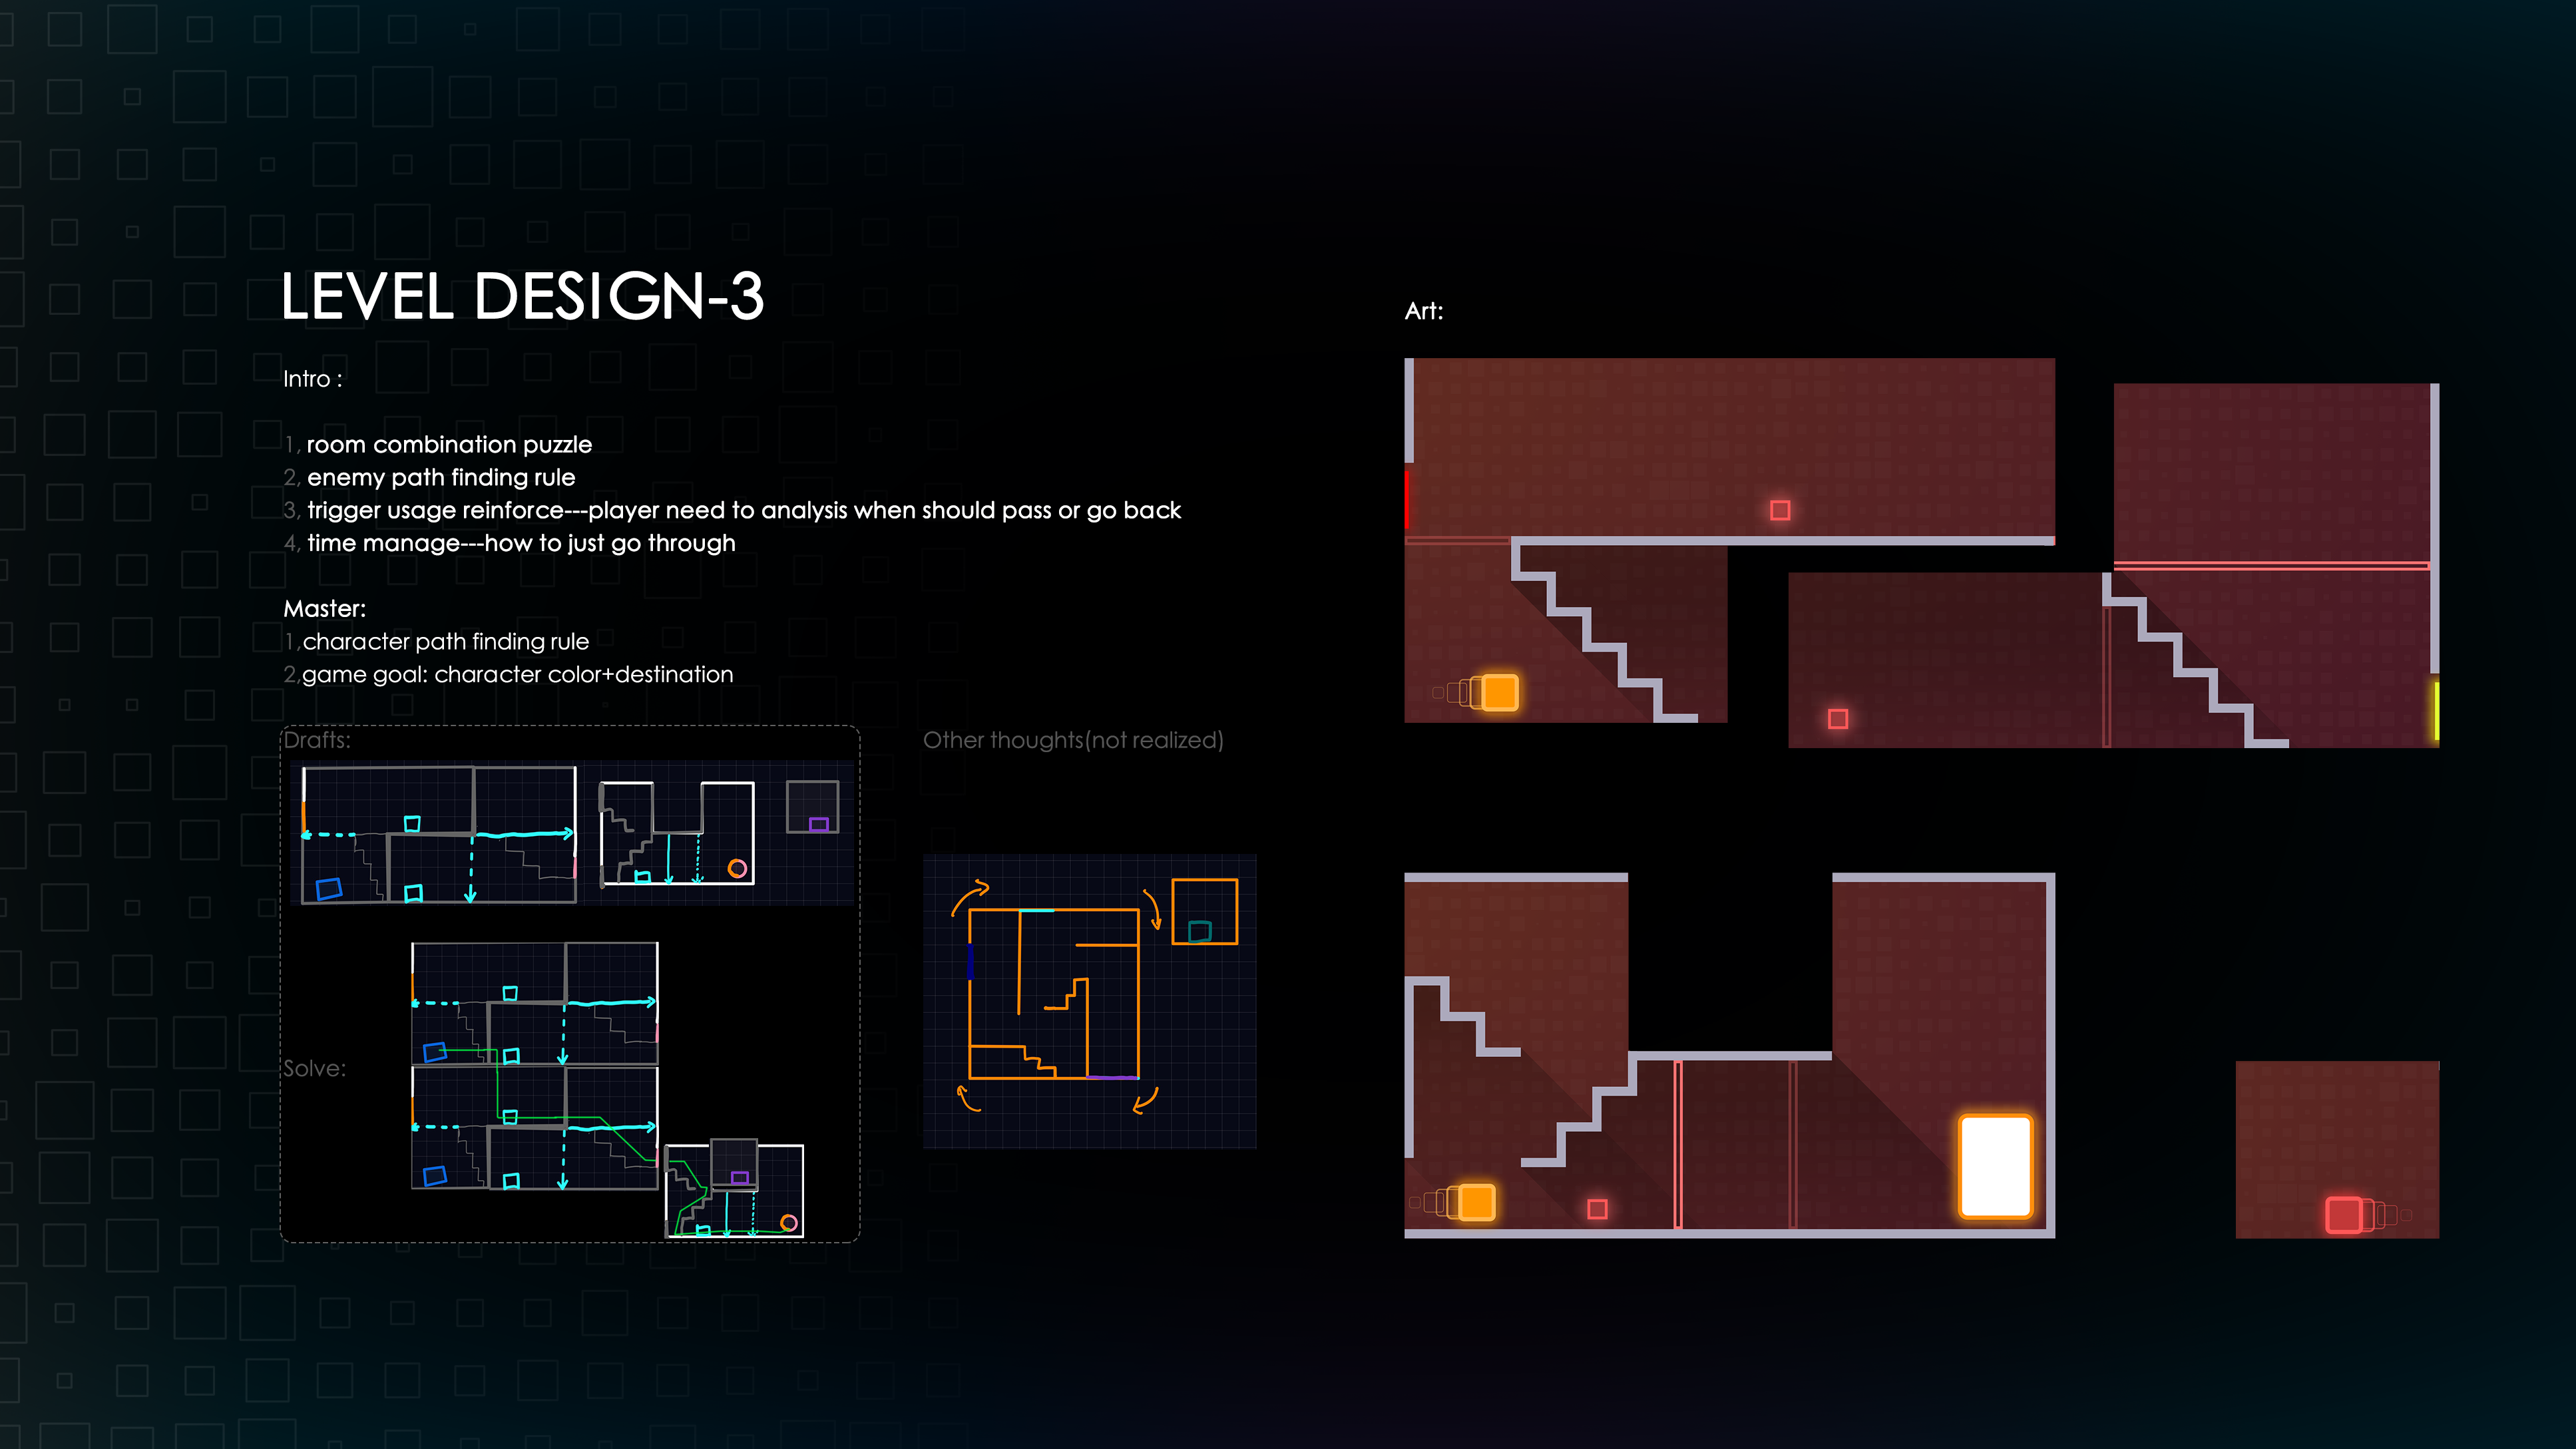 LEVEL DESIGN-3
Intro :
1, room combination puzzle
2, enemy path finding rule
3, trigger usage reinforce---player need to analysis when should pass or go back
4, time manage---how to just go through
Master:
1,character path finding rule
2,game goal: character color+destination
Drafts:
Solve:
Other thoughts(not realized)
Art: